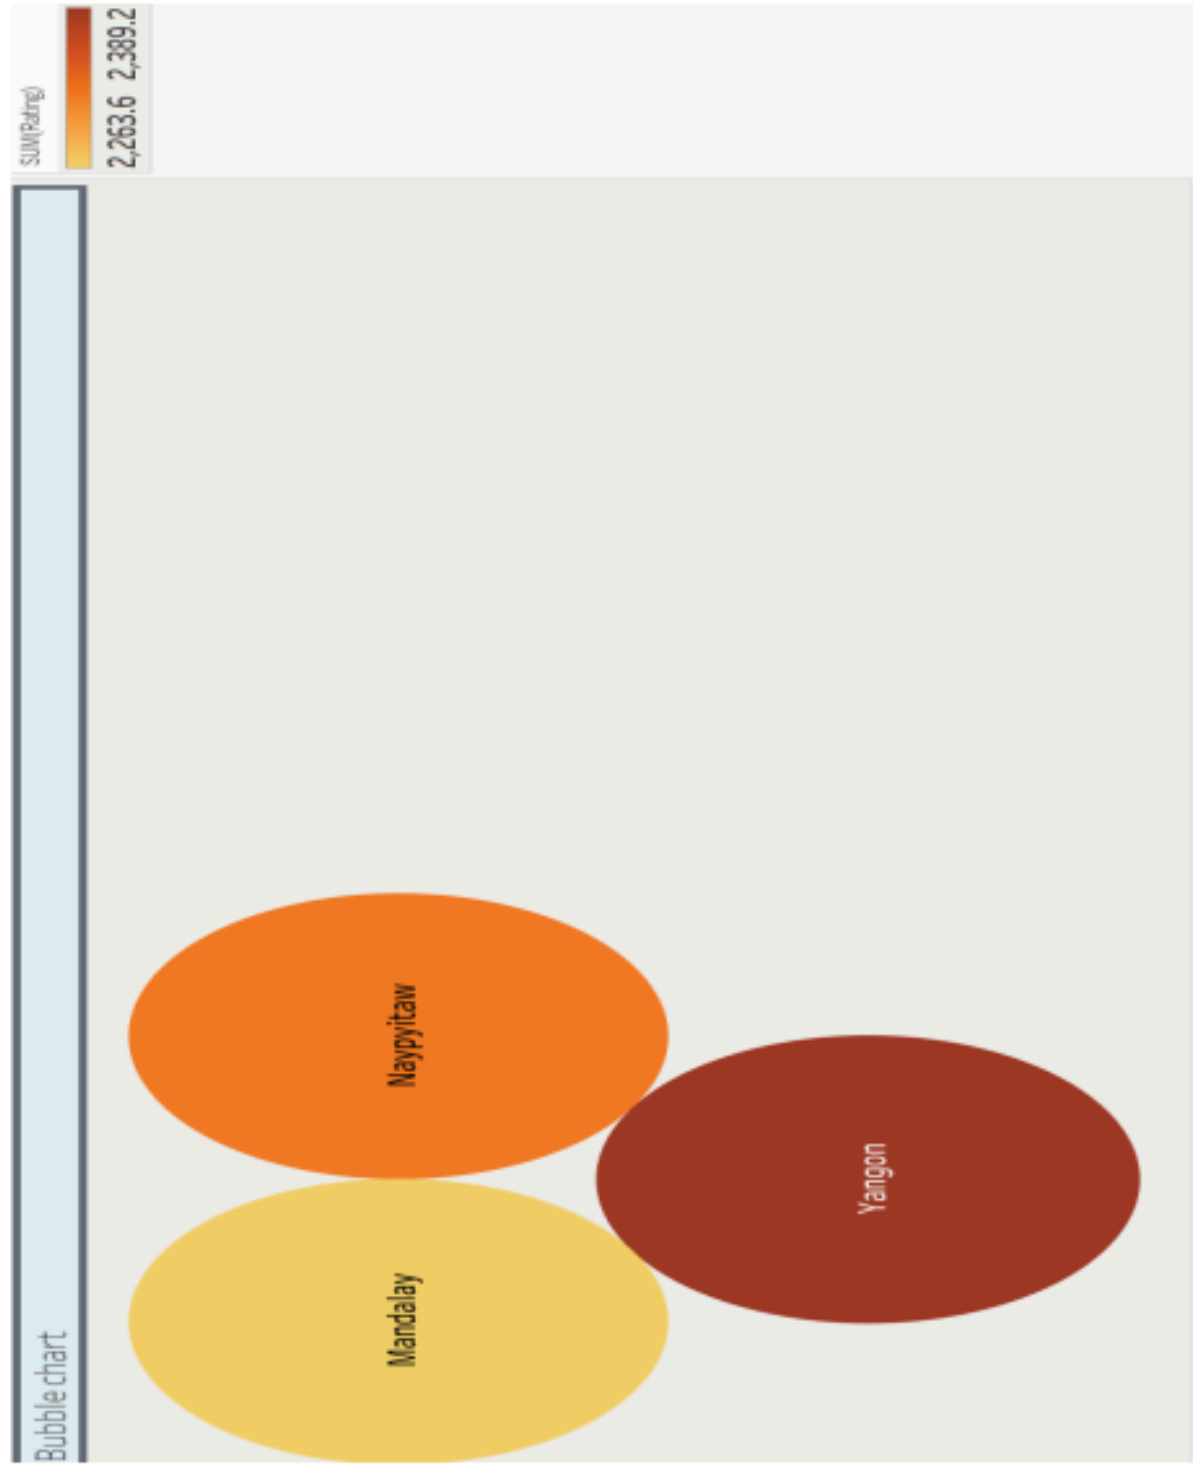 Bubble chart
SUM(Rating)
2,263.6 2,389.2
Mandalay
Naypyitaw
Yangon